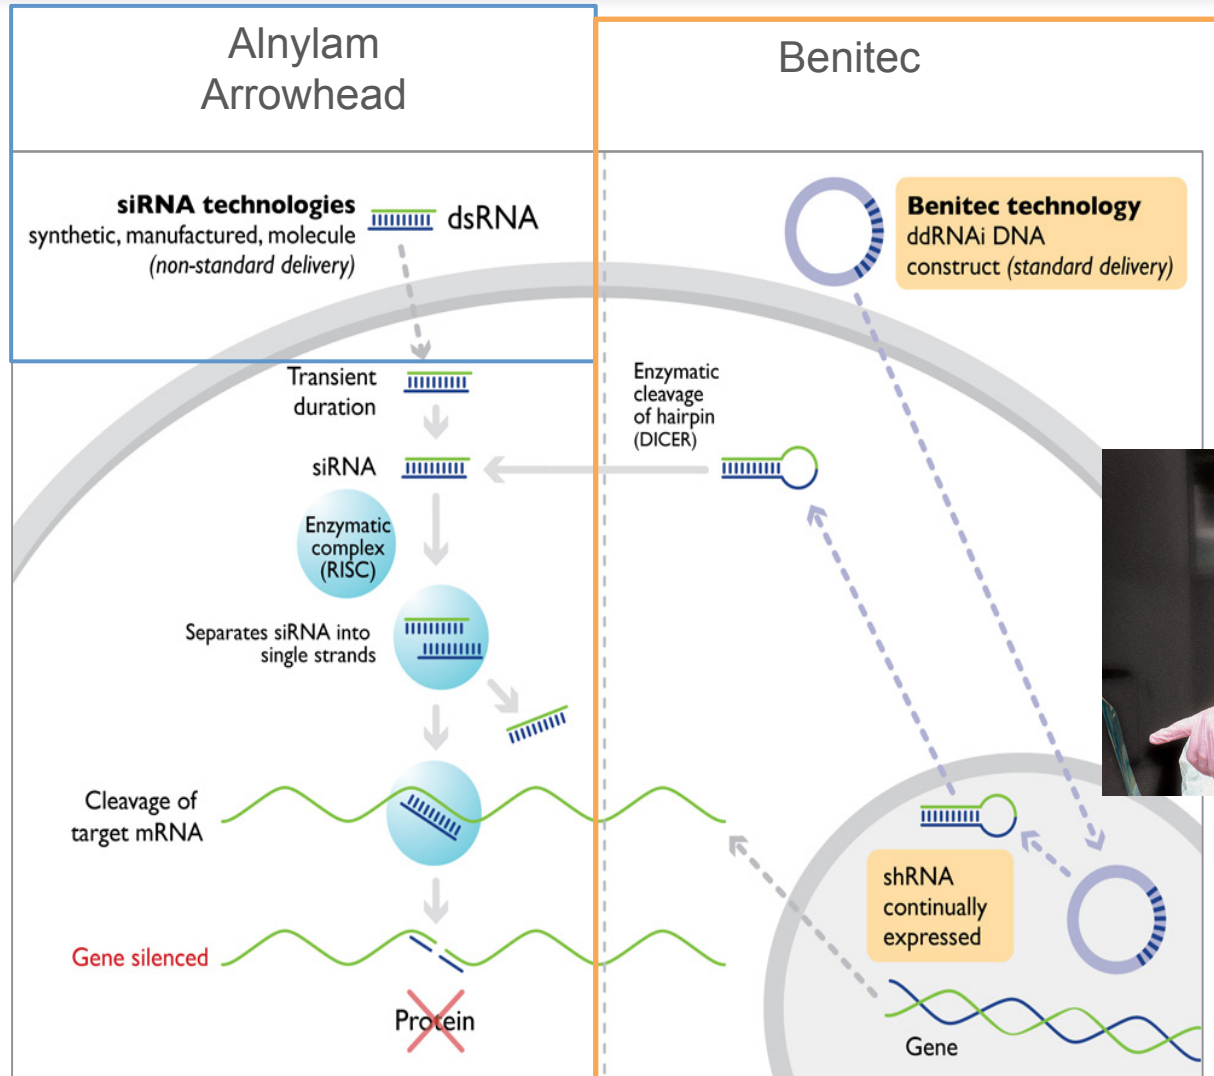 Alnylam
Arrowhead
Benitec
siRNA technologies
synthetic, manufactured, molecule
(non-standard delivery)
dsRNA
Benitec technology
ddRNAi DNA
construct (standard delivery)
Transient
duration
Enzymatic
cleavage
of hairpin
(DICER)
siRNA
Enzymatic
complex
(RISC)
Separates siRNA into
single strands
Cleavage of
target mRNA
shRNA
continually
expressed
Gene silenced
Protein
Gene